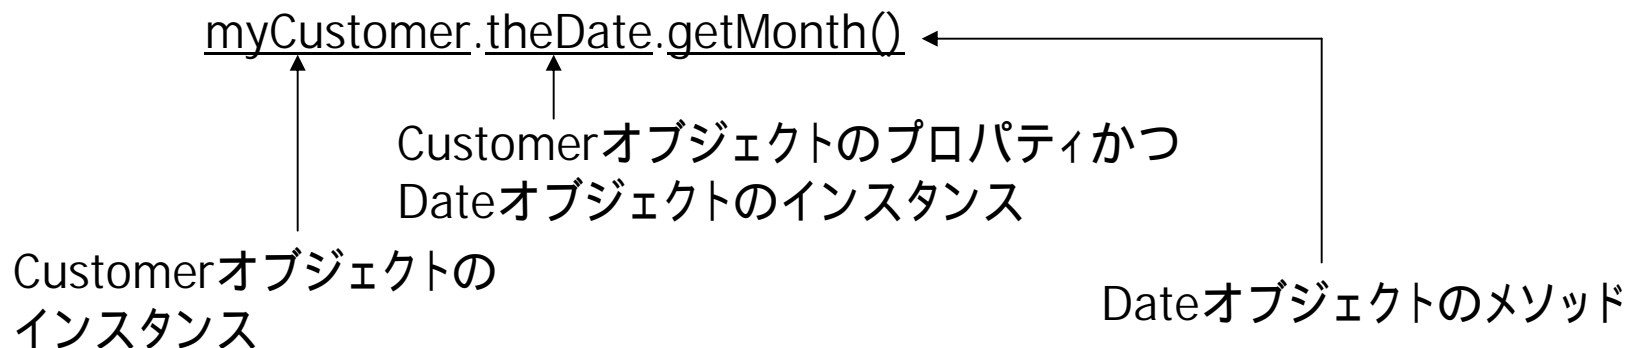 myCustomer.theDate.getMonth()
Customerオブジェクトのプロパティかつ
Dateオブジェクトのインスタンス
Customerオブジェクトの
インスタンス
Dateオブジェクトのメソッド